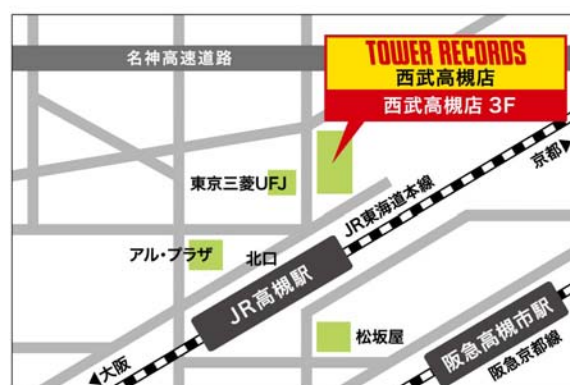 名神高速道路
TOWER RECORDS
西武高槻店
西武高槻店 3F
京都▶
東京三菱UFJ
JR東海道本線
アル・プラザ
北口
JR高槻駅
松坂屋
阪急高槻市駅
◀大阪
阪急京都線